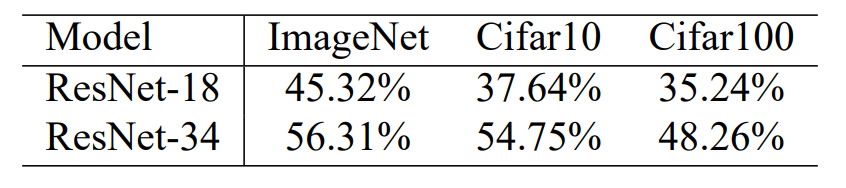 Model ImageNet Cifar10 Cifar100
ResNet-18 45.32% 37.64% 35.24%
ResNet-34 56.31% 54.75% 48.26%